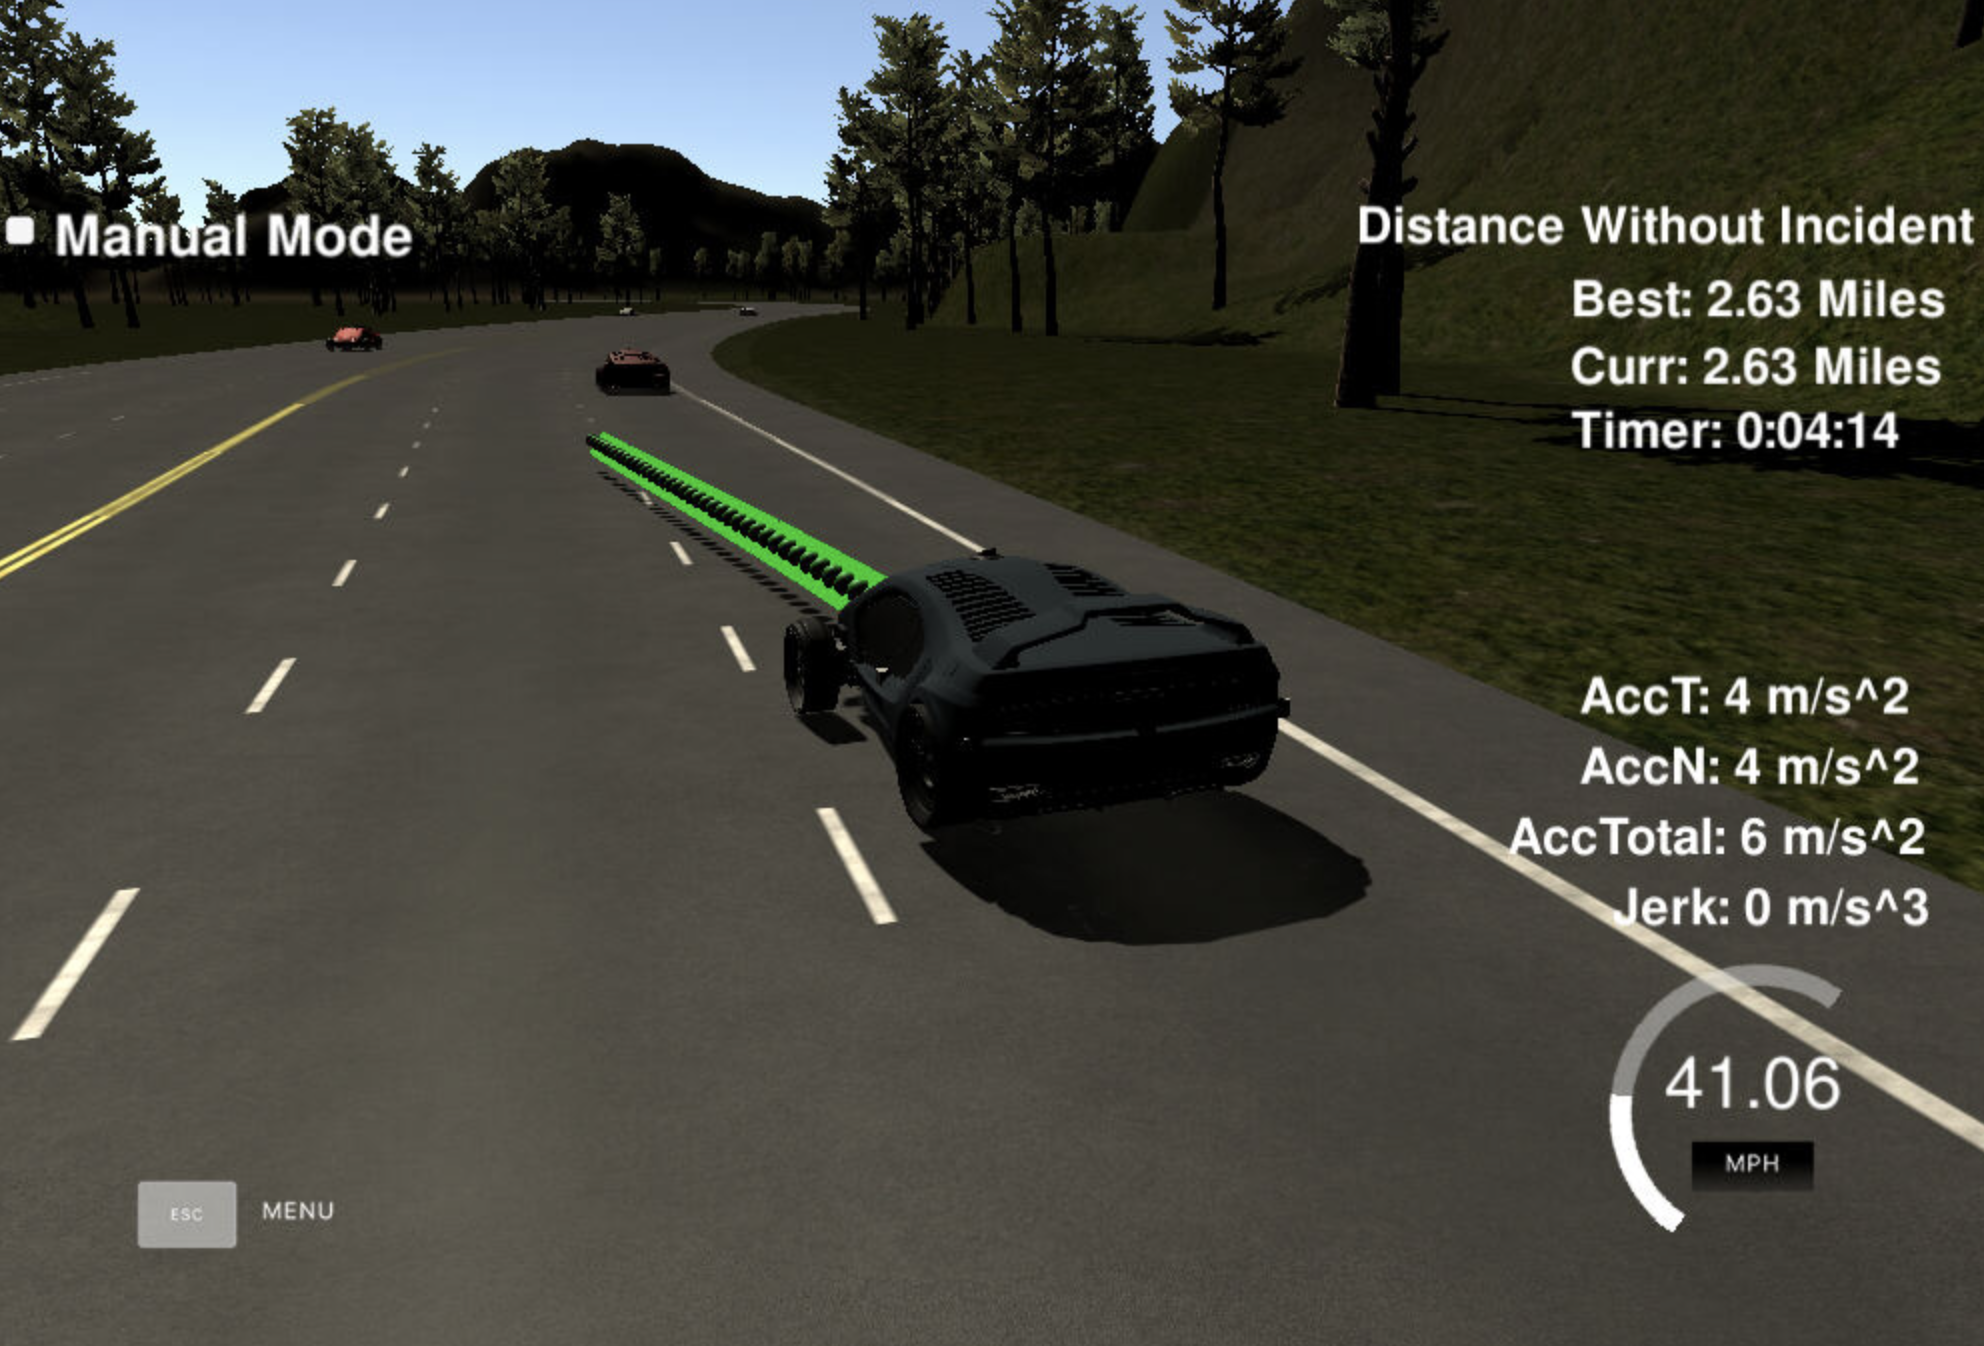 Manual Mode
Distance Without Incident
Best: 2.63 Miles
Curr: 2.63 Miles
Timer: 0:04:14
AccT: 4 m/s^2
AccN: 4 m/s^2
AccTotal: 6 m/s^2
Jerk: 0 m/s^3
41.06
MPH
ESC MENU